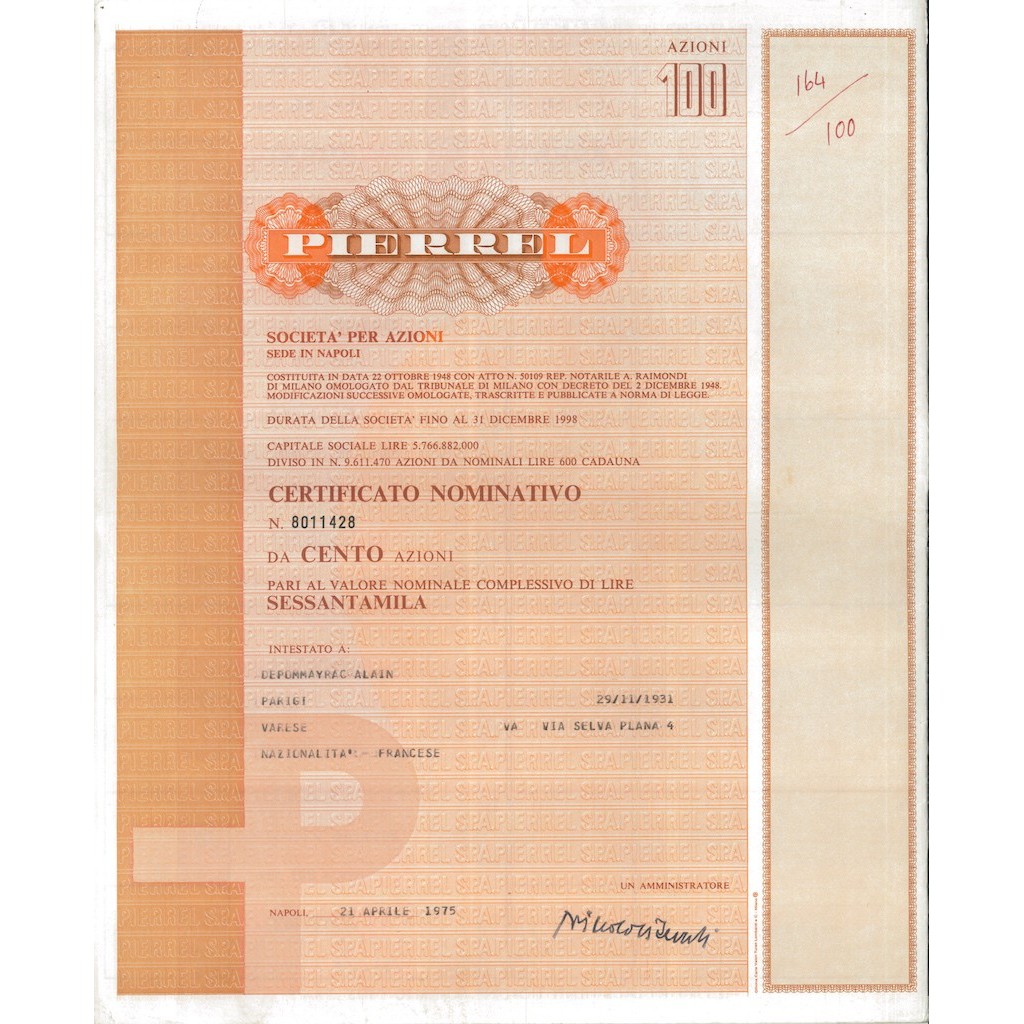 AZIONI
100
164
100
PIERREL
SOCIETA' PER AZIONI
SEDE IN NAPOLI
COSTITUITA IN DATA 22 OTTOBRE 1948 CON ATTO N. 50109 REP. NOTARILE A. RAIMONDI
DI MILANO OMOLOGATO DAL TRIBUNALE DI MILANO CON DECRETO DEL 2 DICEMBRE 1948.
MODIFICAZIONI SUCCESSIVE OMOLOGATE, TRASCRITTE E PUBBLICATE A NORMA DI LEGGE.
DURATA DELLA SOCIETA' FINO AL 31 DICEMBRE 1998
CAPITALE SOCIALE LIRE 5.766.882.000
DIVISO IN N. 9.611.470 AZIONI DA NOMINALI LIRE 600 CADAUNA
CERTIFICATO NOMINATIVO
N. 8011428
DA CENTO AZIONI
PARI AL VALORE NOMINALE COMPLESSIVO DI LIRE
SESSANTAMILA
INTESTATO A:
DEPOMMAYRAC ALAIN
PARIGI 29/11/1931
VARESE VA VIA SELVA PLANA 4
NAZIONALITA': - FRANCESE
UN AMMINISTRATORE
NAPOLI, 21 APRILE 1975